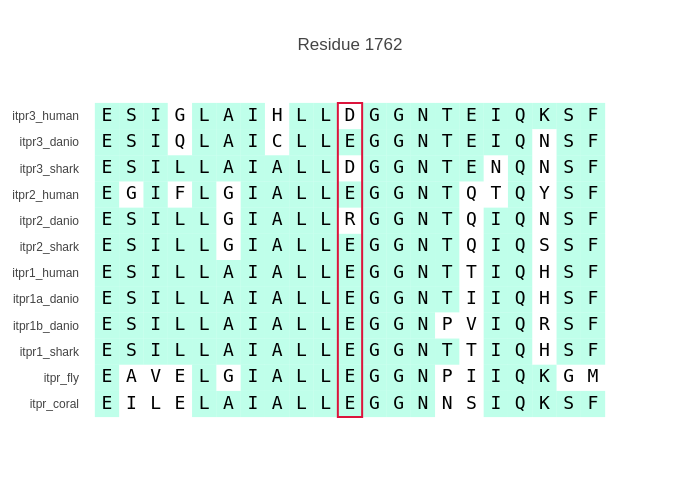 Residue 1762
itpr3_human E S I G L A I H L L D G G N T E I Q K S F
itpr3_danio E S I Q L A I C L L E G G N T E I Q N S F
itpr3_shark E S I L L A I A L L D G G N T E N Q N S F
itpr2_human E G I F L G I A L L E G G N T Q T Q Y S F
itpr2_danio E S I L L G I A L L R G G N T Q I Q N S F
itpr2_shark E S I L L G I A L L E G G N T Q I Q S S F
itpr1_human E S I L L A I A L L E G G N T T I Q H S F
itpr1a_danio E S I L L A I A L L E G G N T I I Q H S F
itpr1b_danio E S I L L A I A L L E G G N P V I Q R S F
itpr1_shark E S I L L A I A L L E G G N T T I Q H S F
itpr_fly E A V E L G I A L L E G G N P I I Q K G M
itpr_coral E I L E L A I A L L E G G N N S I Q K S F